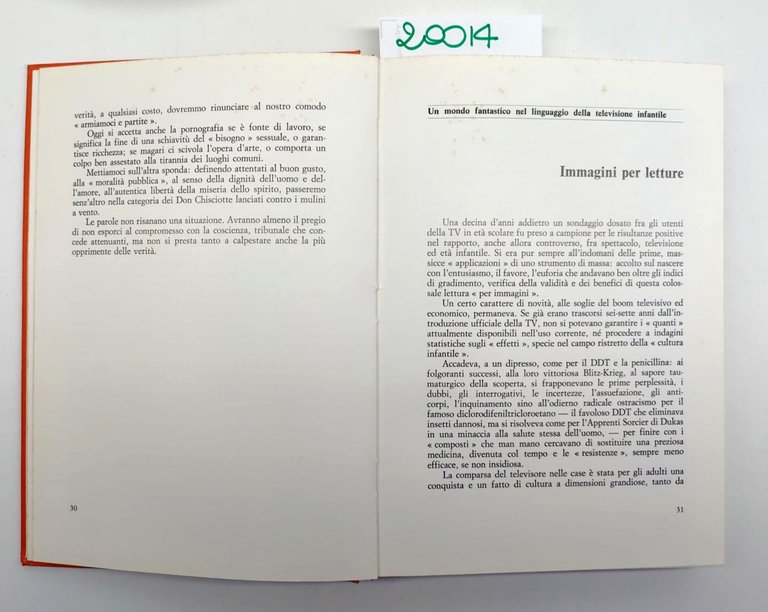 20014
verità, a qualsiasi costo, dovremmo rinunciare al nostro comodo
« armiamoci e partite ».
Oggi si accetta anche la pornografia se è fonte di lavoro, se
significa la fine di una schiavitù del « bisogno » sessuale, o garan-
tisce ricchezza; se magari ci scivola l'opera d'arte, o comporta un
colpo ben assestato alla tirannia dei luoghi comuni.
Mettiamoci sull'altra sponda: definendo attentati al buon gusto,
alla « moralità pubblica », al senso della dignità dell'uomo e del-
l'amore, all'autentica libertà della miseria dello spirito, passeremo
senz'altro nella categoria dei Don Chisciotte lanciati contro i mulini
a vento.
Le parole non risanano una situazione. Avranno almeno il pregio
di non esporci al compromesso con la coscienza, tribunale che con-
cede attenuanti, ma non si presta tanto a calpestare anche la più
opprimente delle verità.
30
Un mondo fantastico nel linguaggio della televisione infantile
Immagini per letture
Una decina d'anni addietro un sondaggio dosato fra gli utenti
della TV in età scolare fu preso a campione per le risultanze positive
nel rapporto, anche allora controverso, fra spettacolo, televisione
ed età infantile. Si era pur sempre all'indomani delle prime, mas-
sicce « applicazioni » di uno strumento di massa: accolto sul nascere
con l'entusiasmo, il favore, l'euforia che andavano ben oltre gli indici
di gradimento, verifica della validità e dei benefici di questa colos-
sale lettura « per immagini ».
Un certo carattere di novità, alle soglie del boom televisivo ed
economico, permaneva. Se già erano trascorsi sei-sette anni dall'in-
troduzione ufficiale della TV, non si potevano garantire i « quanti »
attualmente disponibili nell'uso corrente, né procedere a indagini
statistiche sugli « effetti », specie nel campo ristretto della « cultura
infantile ».
Accadeva, a un dipresso, come per il DDT e la penicillina: ai
folgoranti successi, alla loro vittoriosa Blitz-Krieg, al sapore tau-
maturgico della scoperta, si frapponevano le prime perplessità, i
dubbi, gli interrogativi, le incertezze, l'assuefazione, gli anti-
corpi, l'inquinamento sino all'odierno radicale ostracismo per il
famoso diclorodifeniltricloroetano — il favoloso DDT che eliminava
insetti dannosi, ma si risolveva come per l'Apprenti Sorcier di Dukas
in una minaccia alla salute stessa dell'uomo, — per finire con i
« composti » che man mano cercavano di sostituire una preziosa
medicina, divenuta col tempo e le « resistenze », sempre meno
efficace, se non insidiosa.
La comparsa del televisore nelle case è stata per gli adulti una
conquista e un fatto di cultura a dimensioni grandiose, tanto da
31